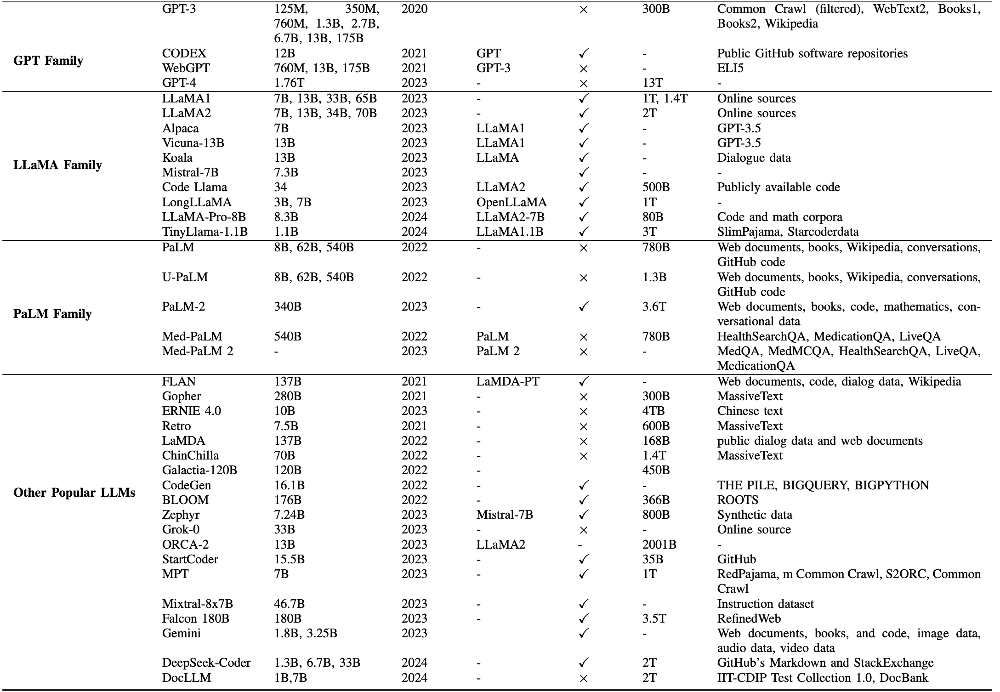 GPT-3 125M, 350M, 2020 × 300B Common Crawl (filtered), WebText2, Books1,
760M, 1.3B, 2.7B, Books2, Wikipedia
6.7B, 13B, 175B
CODEX 12B 2021 GPT ✓ - Public GitHub software repositories
GPT Family
WebGPT 760M, 13B, 175B 2021 GPT-3 × - ELI5
GPT-4 1.76T 2023 - × 13T -
LLaMA1 7B, 13B, 33B, 65B 2023 - ✓ 1T, 1.4T Online sources
LLaMA2 7B, 13B, 34B, 70B 2023 - ✓ 2T Online sources
Alpaca 7B 2023 LLaMA1 ✓ - GPT-3.5
Vicuna-13B 13B 2023 LLaMA1 ✓ - GPT-3.5
Koala 13B 2023 LLaMA ✓ - Dialogue data
LLaMA Family
Mistral-7B 7.3B 2023 ✓ - -
Code Llama 34 2023 LLaMA2 ✓ 500B Publicly available code
LongLLaMA 3B, 7B 2023 OpenLLaMA ✓ 1T -
LLaMA-Pro-8B 8.3B 2024 LLaMA2-7B ✓ 80B Code and math corpora
TinyLlama-1.1B 1.1B 2024 LLaMA1.1B ✓ 3T SlimPajama, Starcoderdata
PaLM 8B, 62B, 540B 2022 - × 780B Web documents, books, Wikipedia, conversations,
GitHub code
U-PaLM 8B, 62B, 540B 2022 - × 1.3B Web documents, books, Wikipedia, conversations,
GitHub code
PaLM-2 340B 2023 - ✓ 3.6T Web documents, books, code, mathematics, con-
PaLM Family
versational data
Med-PaLM 540B 2022 PaLM × 780B HealthSearchQA, MedicationQA, LiveQA
Med-PaLM 2 - 2023 PaLM 2 × - MedQA, MedMCQA, HealthSearchQA, LiveQA,
MedicationQA
FLAN 137B 2021 LaMDA-PT ✓ - Web documents, code, dialog data, Wikipedia
Gopher 280B 2021 - × 300B MassiveText
ERNIE 4.0 10B 2023 - × 4TB Chinese text
Retro 7.5B 2021 - × 600B MassiveText
LaMDA 137B 2022 - × 168B public dialog data and web documents
ChinChilla 70B 2022 - × 1.4T MassiveText
Galactia-120B 120B 2022 - 450B
CodeGen 16.1B 2022 - ✓ - THE PILE, BIGQUERY, BIGPYTHON
Other Popular LLMs
BLOOM 176B 2022 - ✓ 366B ROOTS
Zephyr 7.24B 2023 Mistral-7B ✓ 800B Synthetic data
Grok-0 33B 2023 - × - Online source
ORCA-2 13B 2023 LLaMA2 - 2001B -
StartCoder 15.5B 2023 - ✓ 35B GitHub
MPT 7B 2023 - ✓ 1T RedPajama, m Common Crawl, S2ORC, Common
Crawl
Mixtral-8x7B 46.7B 2023 - ✓ - Instruction dataset
Falcon 180B 180B 2023 - ✓ 3.5T RefinedWeb
Gemini 1.8B, 3.25B 2023 ✓ - Web documents, books, and code, image data,
audio data, video data
DeepSeek-Coder 1.3B, 6.7B, 33B 2024 - ✓ 2T GitHub's Markdown and StackExchange
DocLLM 1B,7B 2024 - × 2T IIT-CDIP Test Collection 1.0, DocBank